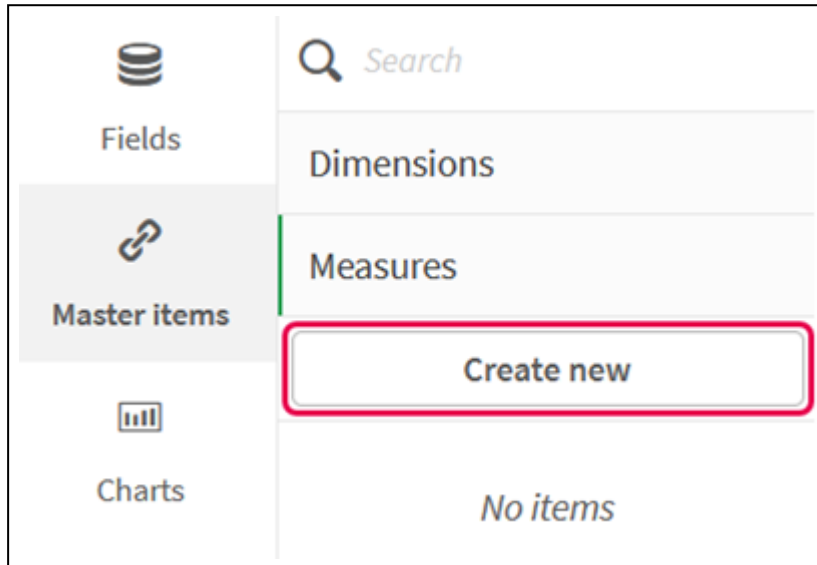 Search
Fields
Dimensions
Measures
Master items
Create new
Charts
No items